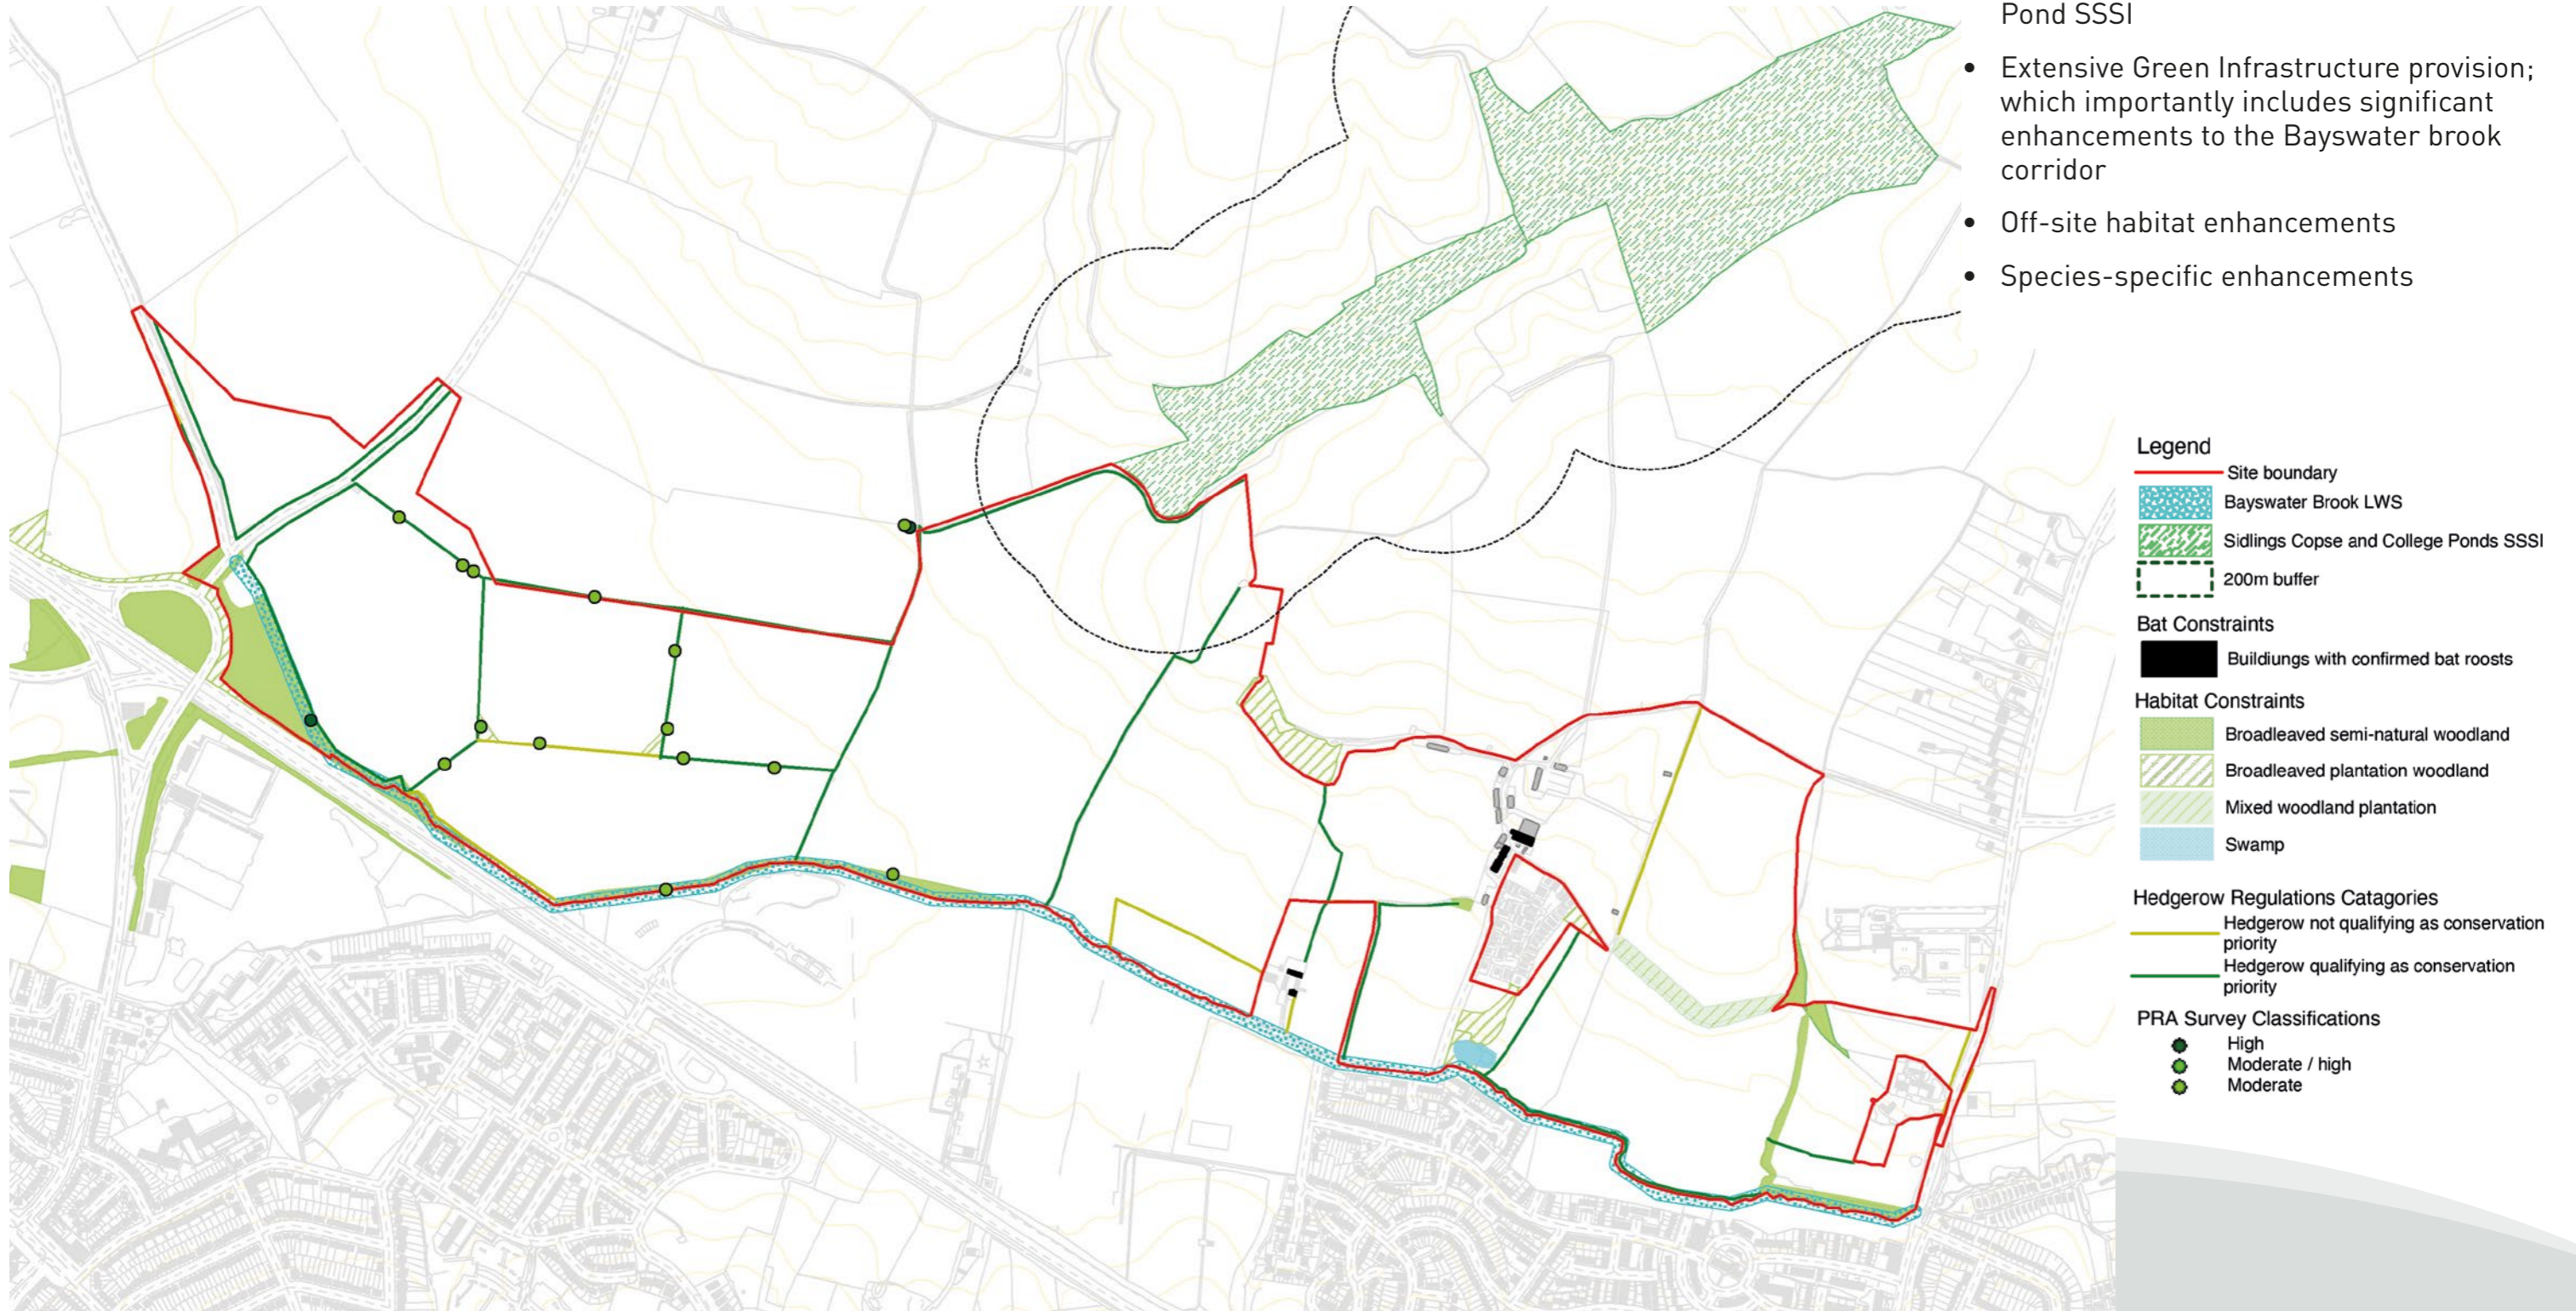 Pond SSSI
• Extensive Green Infrastructure provision;
which importantly includes significant
enhancements to the Bayswater brook
corridor
• Off-site habitat enhancements
• Species-specific enhancements
Legend
Site boundary
Bayswater Brook LWS
Sidlings Copse and College Ponds SSSI
200m buffer
Bat Constraints
Buildiungs with confirmed bat roosts
Habitat Constraints
Broadleaved semi-natural woodland
Broadleaved plantation woodland
Mixed woodland plantation
Swamp
Hedgerow Regulations Catagories
Hedgerow not qualifying as conservation
priority
Hedgerow qualifying as conservation
priority
PRA Survey Classifications
High
Moderate / high
Moderate